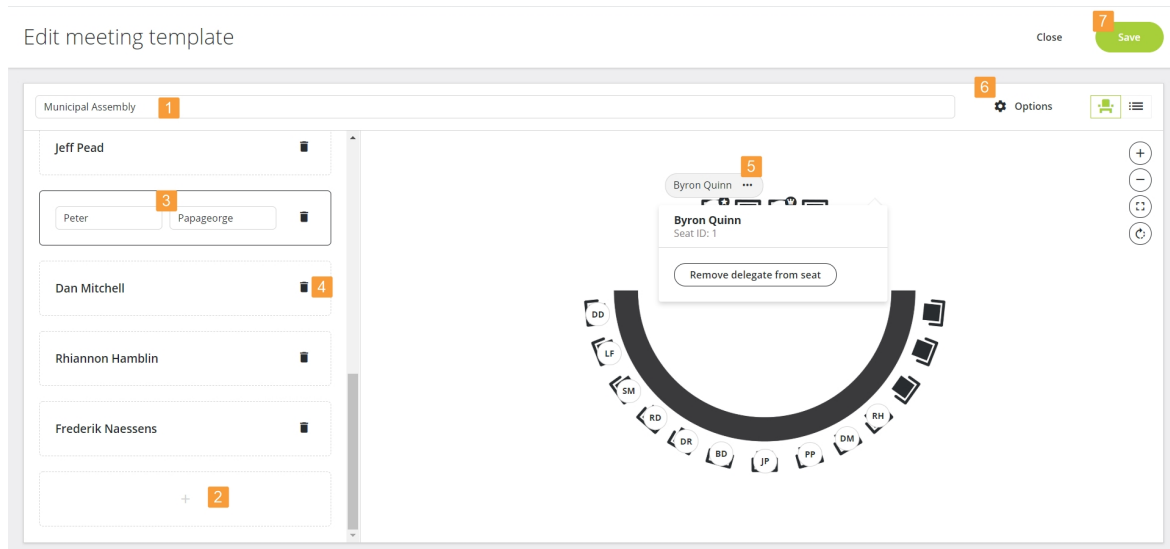 Edit meeting template
Close
7
Save
Municipal Assembly
1
6
Options
Jeff Pead
3
Peter
Papageorge
Dan Mitchell
4
Rhiannon Hamblin
Frederik Naessens
+
2
5
Byron Quinn •••
Byron Quinn
Seat ID: 1
Remove delegate from seat
DD
LF
SM
RD
DR
BD
JP
PP
DM
RH